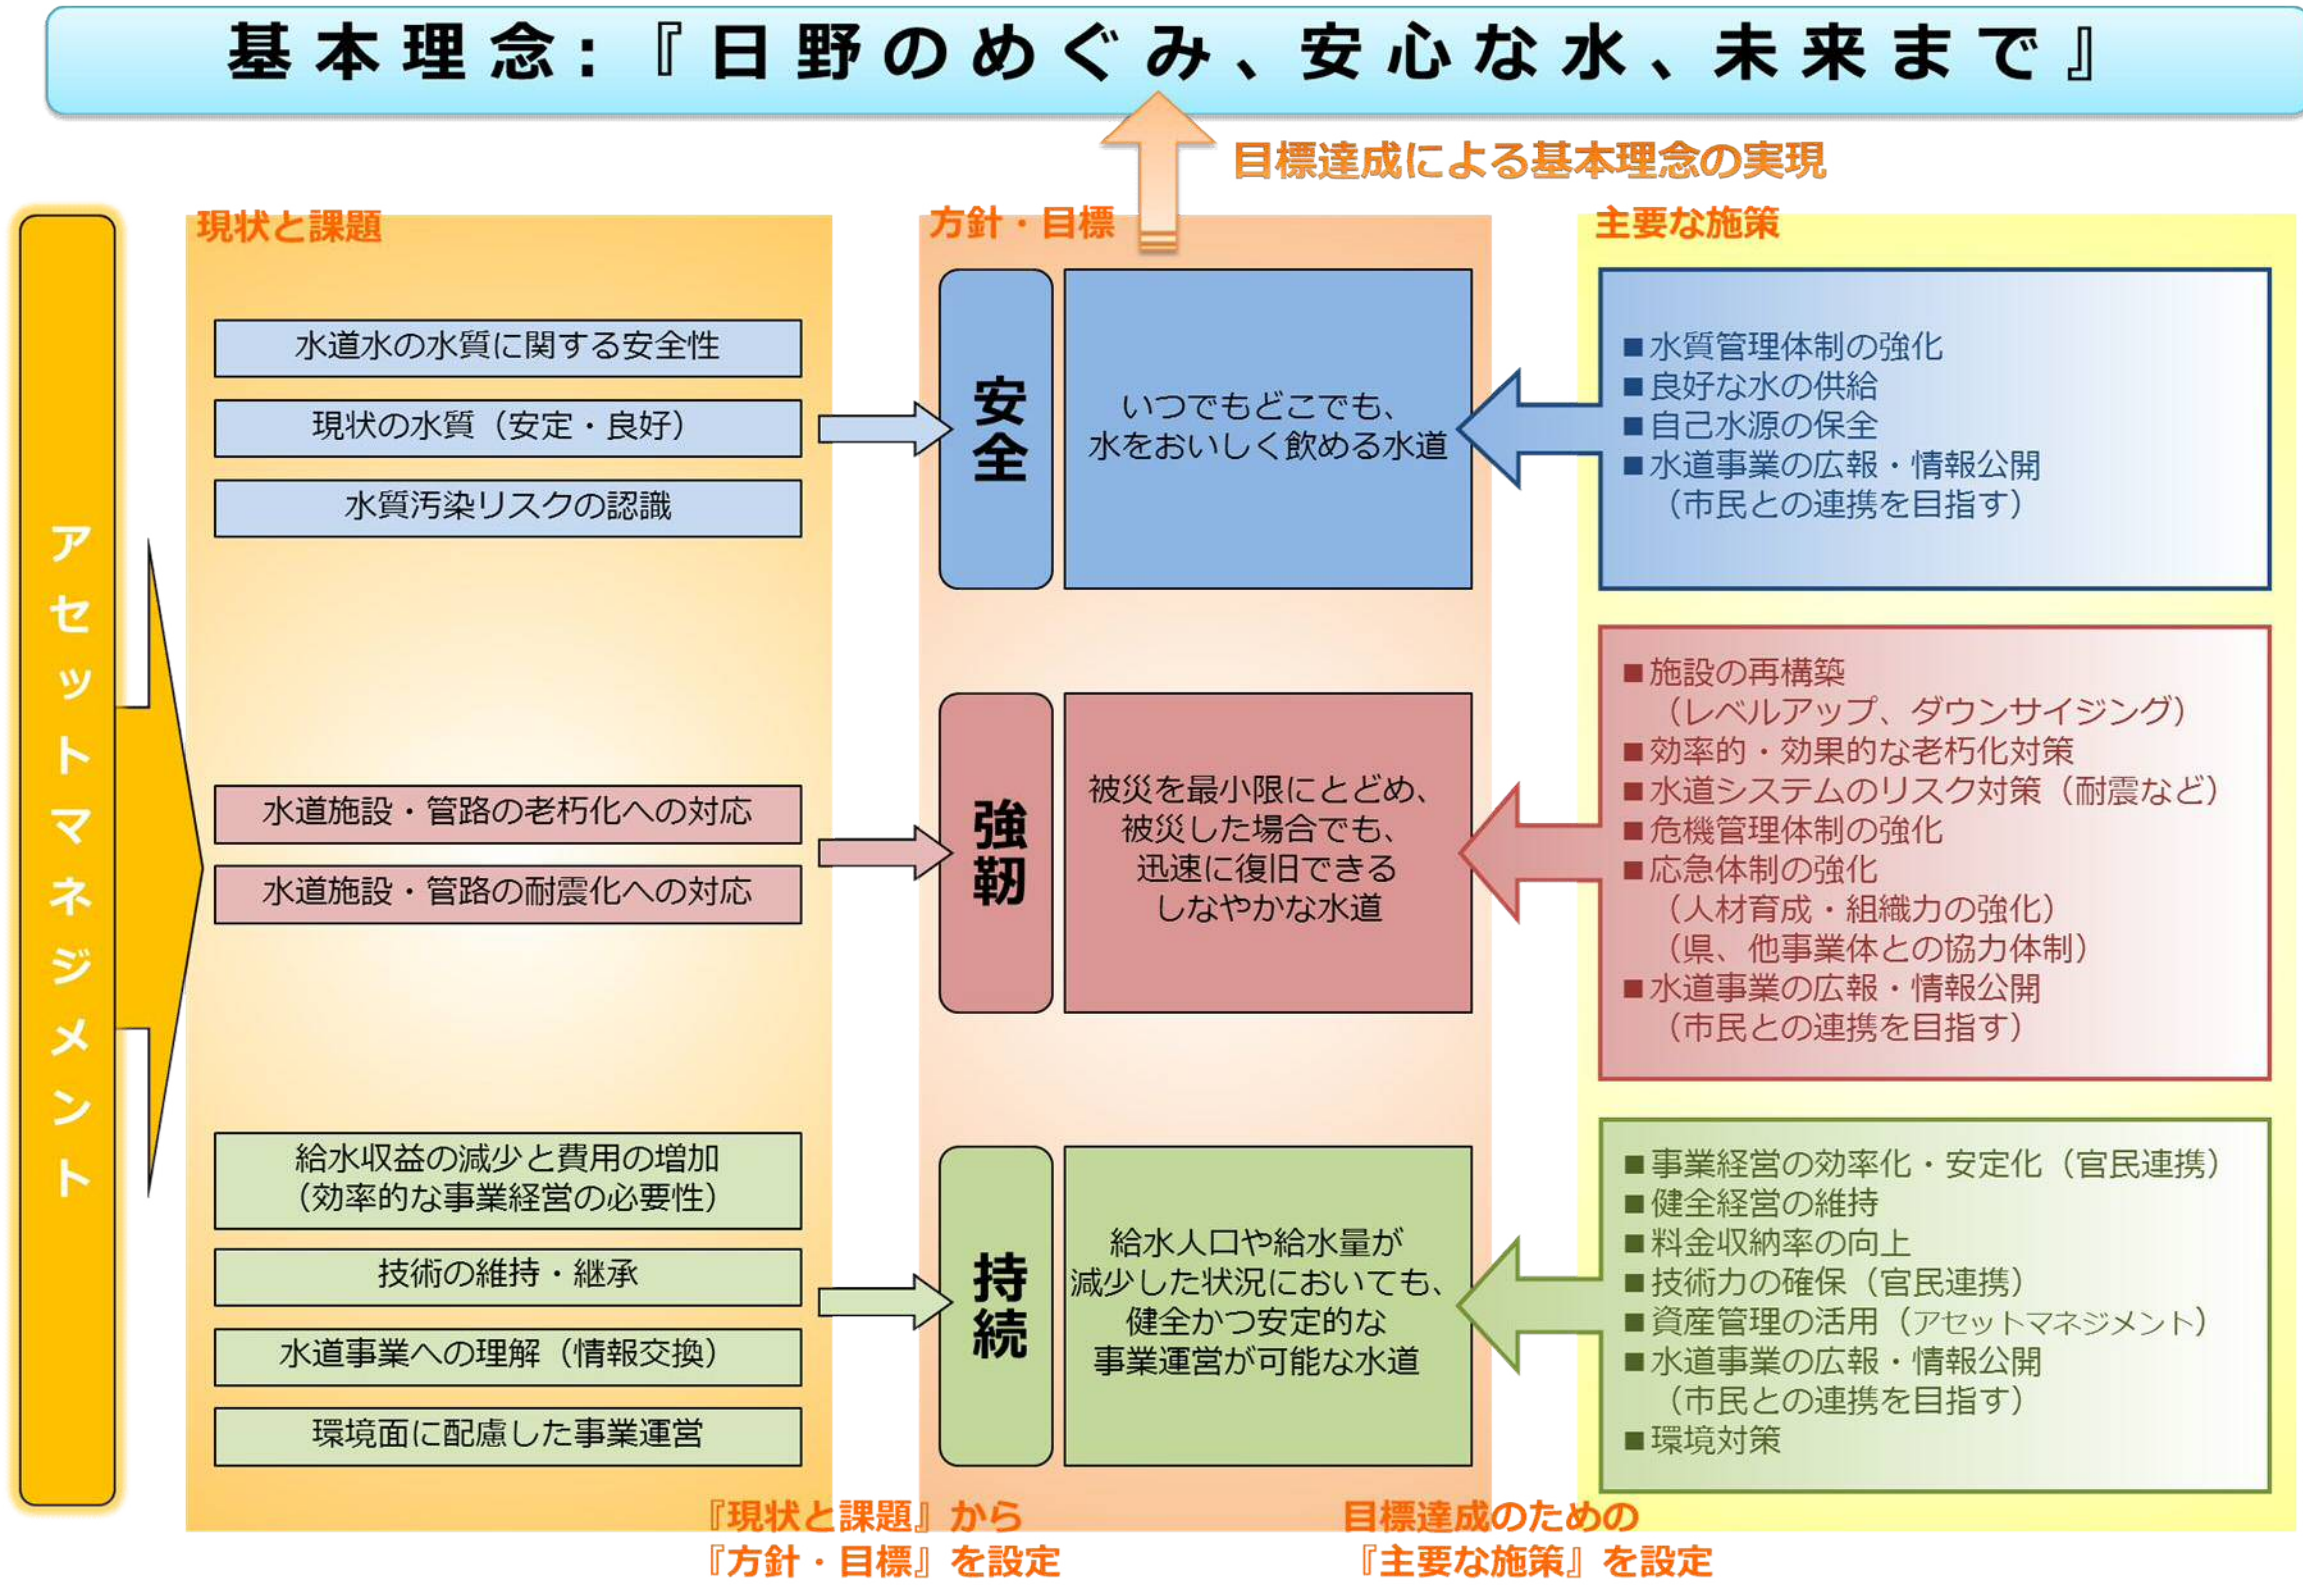 基本理念:『日野のめぐみ、安心な水、未来まで』
目標達成による基本理念の実現
アセットマネジメント
現状と課題
水道水の水質に関する安全性
現状の水質（安定・良好）
水質汚染リスクの認識
水道施設・管路の老朽化への対応
水道施設・管路の耐震化への対応
給水収益の減少と費用の増加
（効率的な事業経営の必要性）
技術の維持・継承
水道事業への理解（情報交換）
環境面に配慮した事業運営
方針・目標
安全
いつでもどこでも、
水をおいしく飲める水道
強靭
被災を最小限にとどめ、
被災した場合でも、
迅速に復旧できる
しなやかな水道
持続
給水人口や給水量が
減少した状況においても、
健全かつ安定的な
事業運営が可能な水道
主要な施策
■水質管理体制の強化
■良好な水の供給
■自己水源の保全
■水道事業の広報・情報公開
（市民との連携を目指す）
■施設の再構築
（レベルアップ、ダウンサイジング）
■効率的・効果的な老朽化対策
■水道システムのリスク対策（耐震など）
■危機管理体制の強化
■応急体制の強化
（人材育成・組織力の強化）
（県、他事業体との協力体制）
■水道事業の広報・情報公開
（市民との連携を目指す）
■事業経営の効率化・安定化（官民連携）
■健全経営の維持
■料金収納率の向上
■技術力の確保（官民連携）
■資産管理の活用（アセットマネジメント）
■水道事業の広報・情報公開
（市民との連携を目指す）
■環境対策
『現状と課題』から
『方針・目標』を設定
目標達成のための
『主要な施策』を設定